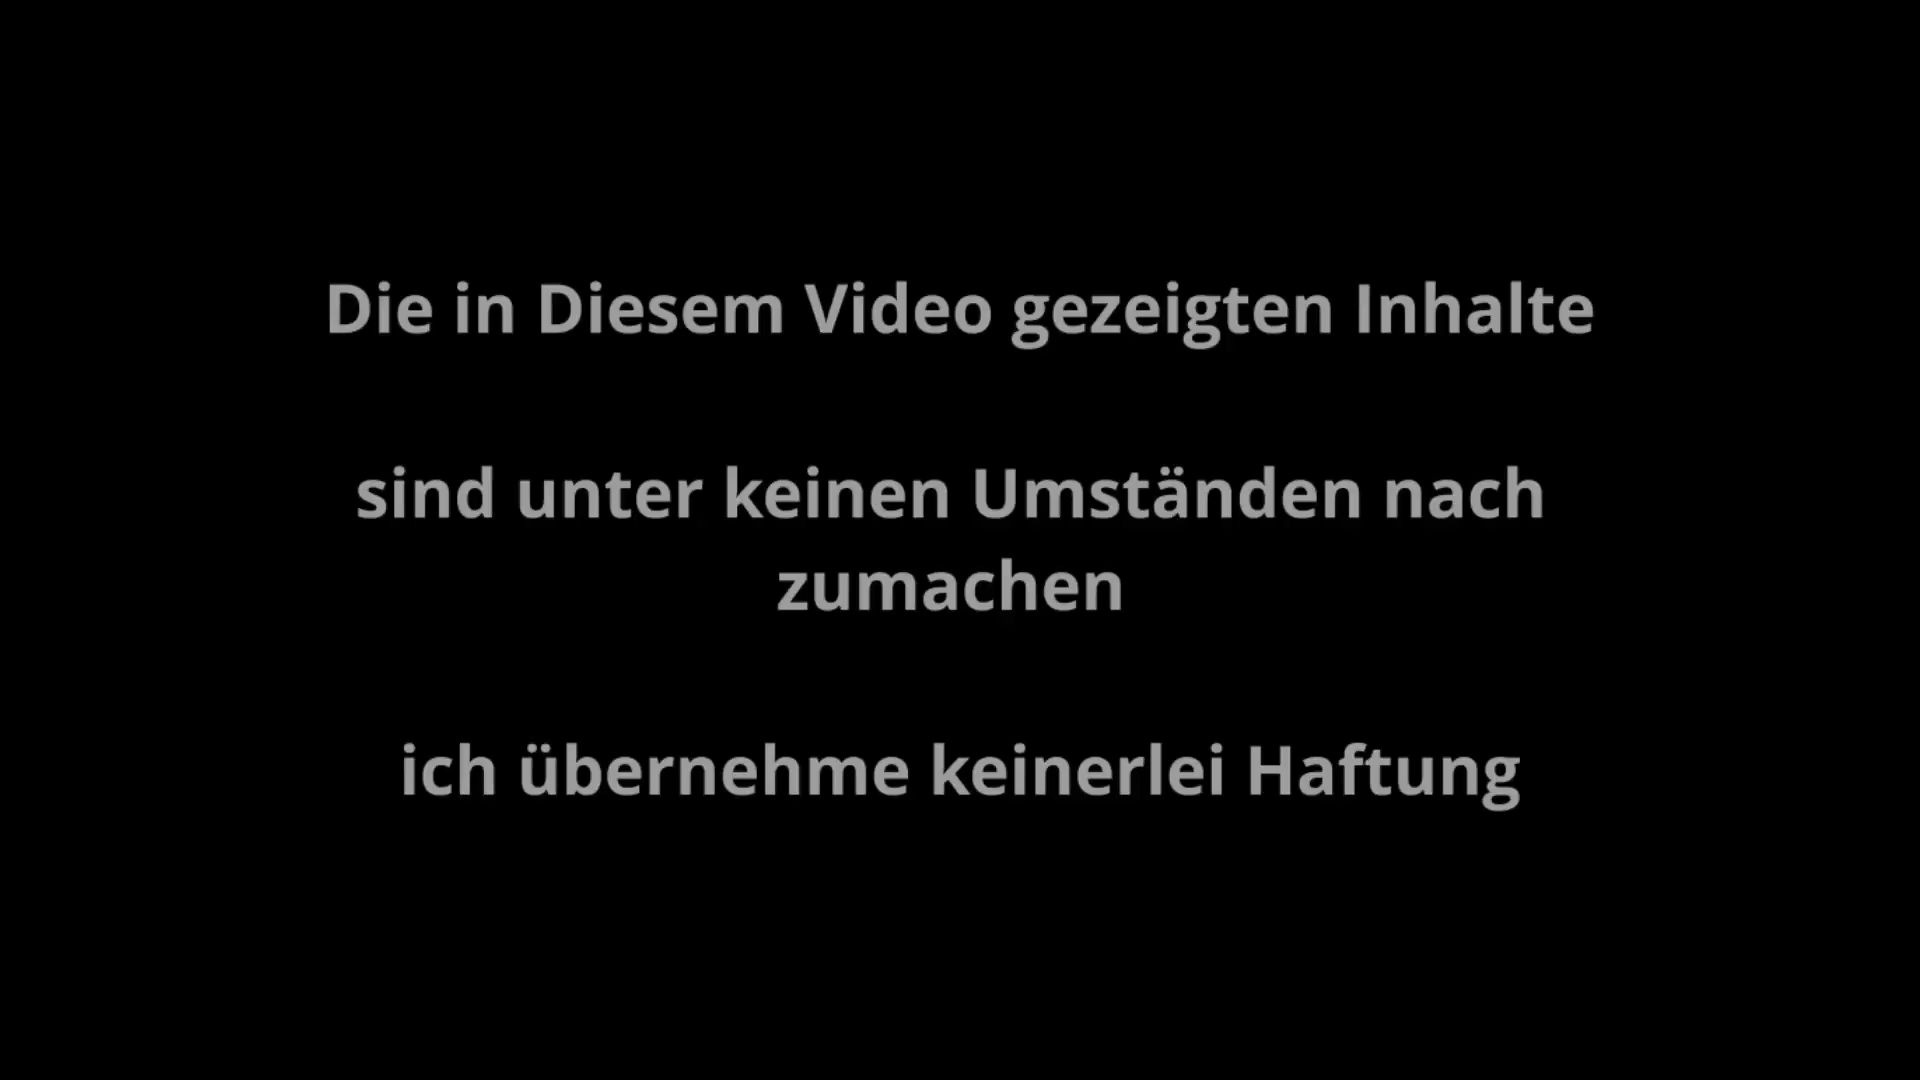 Die in Diesem Video gezeigten Inhalte
sind unter keinen Umständen nach
zumachen
ich übernehme keinerlei Haftung